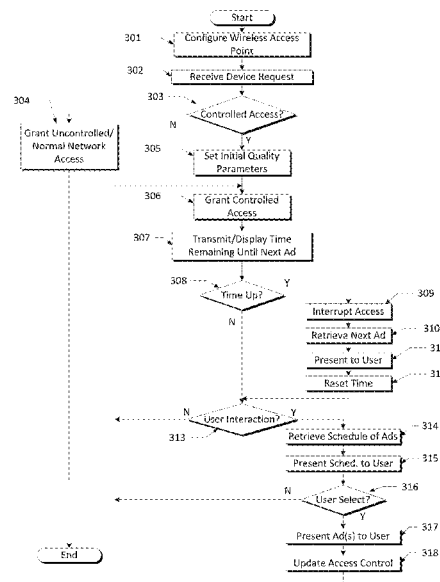 Start
301
Configure Wireless Access
Point
302
Receive Device Request
303
Controlled Access?
N
Y
304
Grant Uncontrolled/
Normal Network
Access
305
Set Initial Quality
Parameters
306
Grant Controlled
Access
307
Transmit/Display Time
Remaining Until Next Ad
308
Time Up?
Y
N
309
Interrupt Access
310
Retrieve Next Ad
31
Present to User
31
Reset Time
N
User Interaction?
Y
313
314
Retrieve Schedule of Ads
315
Present Sched. to User
316
N
User Select?
Y
317
Present Ad(s) to User
318
Update Access Control
End